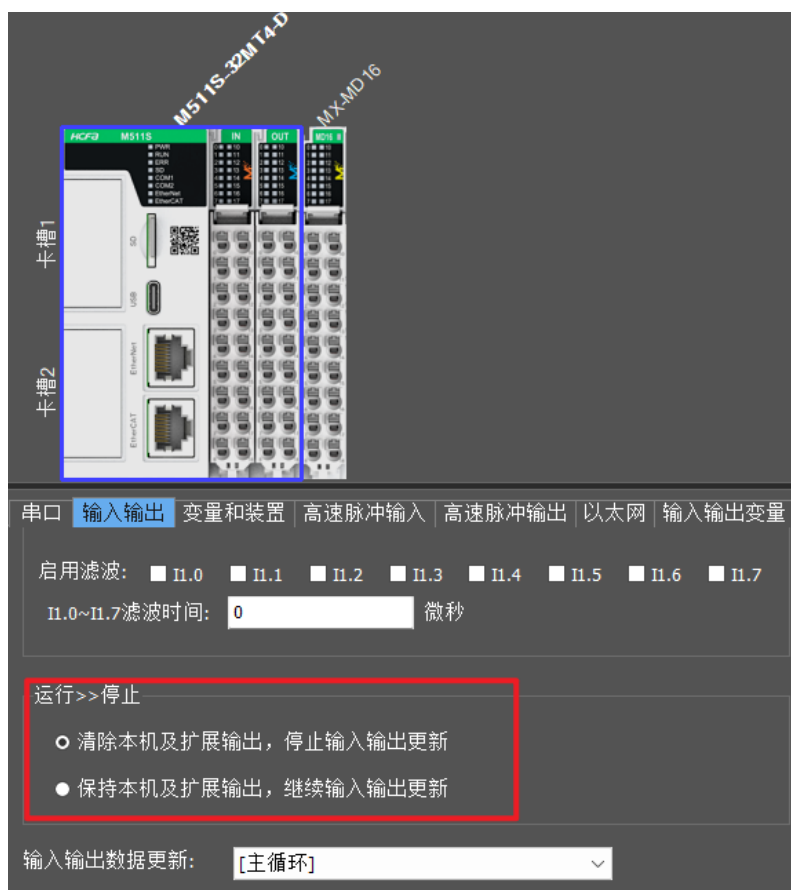 M511S-32MT4-D
MX-MD16
HCFA M511S
IN
OUT
MD16
PWR
RUN
ERR
SD
COM1
COM2
EtherNet
EtherCAT
卡槽1
SD
USB
卡槽2
EtherNet
EtherCAT
串口 输入输出 变量和装置 高速脉冲输入 高速脉冲输出 以太网 输入输出变量
启用滤波: I1.0 I1.1 I1.2 I1.3 I1.4 I1.5 I1.6 I1.7
I1.0~I1.7滤波时间: 0 微秒
运行>>停止
清除本机及扩展输出，停止输入输出更新
保持本机及扩展输出，继续输入输出更新
输入输出数据更新: [主循环]